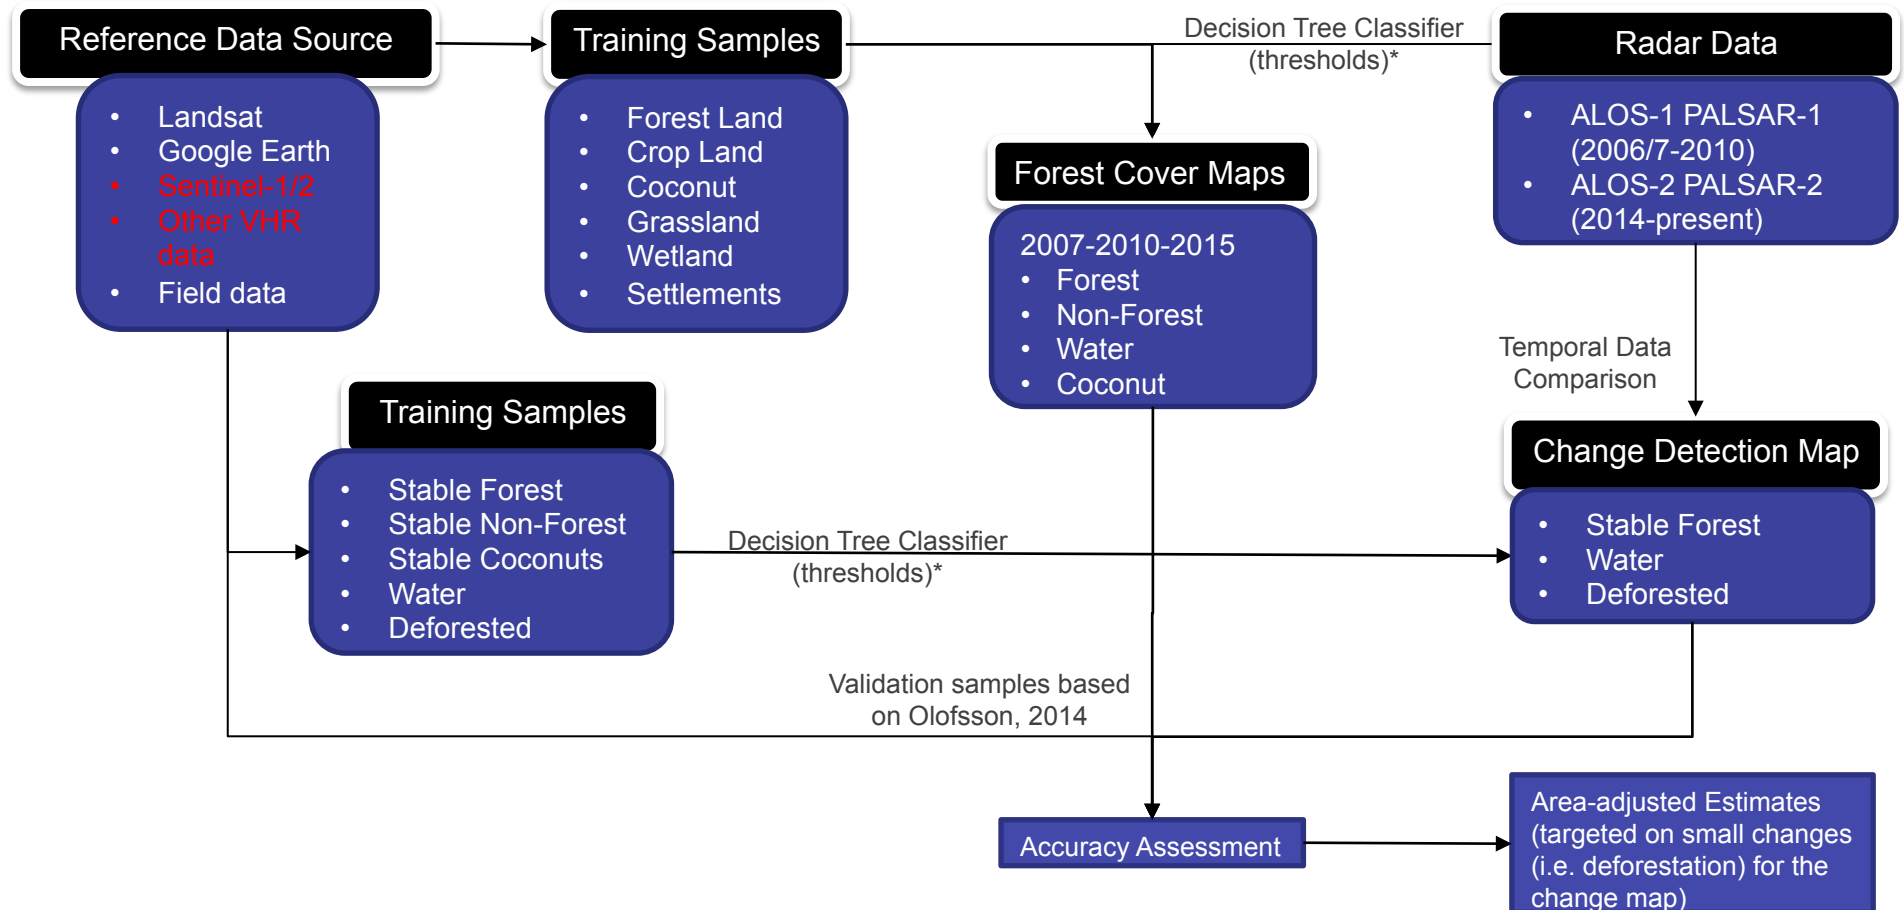 Reference Data Source
• Landsat
• Google Earth
• Sentinel-1/2
• Other VHR
data
• Field data
Training Samples
• Forest Land
• Crop Land
• Coconut
• Grassland
• Wetland
• Settlements
Decision Tree Classifier
(thresholds)*
Radar Data
• ALOS-1 PALSAR-1
(2006/7-2010)
• ALOS-2 PALSAR-2
(2014-present)
Forest Cover Maps
2007-2010-2015
• Forest
• Non-Forest
• Water
• Coconut
Temporal Data
Comparison
Training Samples
• Stable Forest
• Stable Non-Forest
• Stable Coconuts
• Water
• Deforested
Decision Tree Classifier
(thresholds)*
Change Detection Map
• Stable Forest
• Water
• Deforested
Validation samples based
on Olofsson, 2014
Accuracy Assessment
Area-adjusted Estimates
(targeted on small changes
(i.e. deforestation) for the
change map)